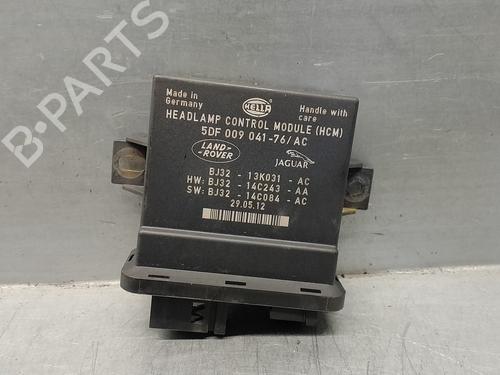 B-PARTS
Made in
Germany
HELLA
Handle with
care
HEADLAMP CONTROL MODULE (HCM)
5DF 009 041-76/AC
LAND-
ROVER
JAGUAR
BJ32 - 13K031 - AC
HW: BJ32 - 14C243 - AA
SW: BJ32 - 14C084 - AC
29.05.12